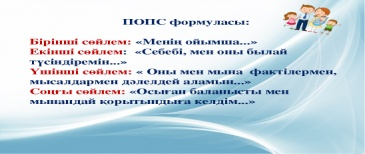 ПОПС формуласы:
Бірінші сөйлем: «Менің ойымша...»
Екінші сөйлем: «Себебі, мен оны былай
түсіндіремін...»
Үшінші сөйлем: « Оны мен мына фактілермен,
мысалдармен дәлелдей аламын...»
Соңғы сөйлем: «Осыған баланысты мен
мынандай қорытындыға келдім...»